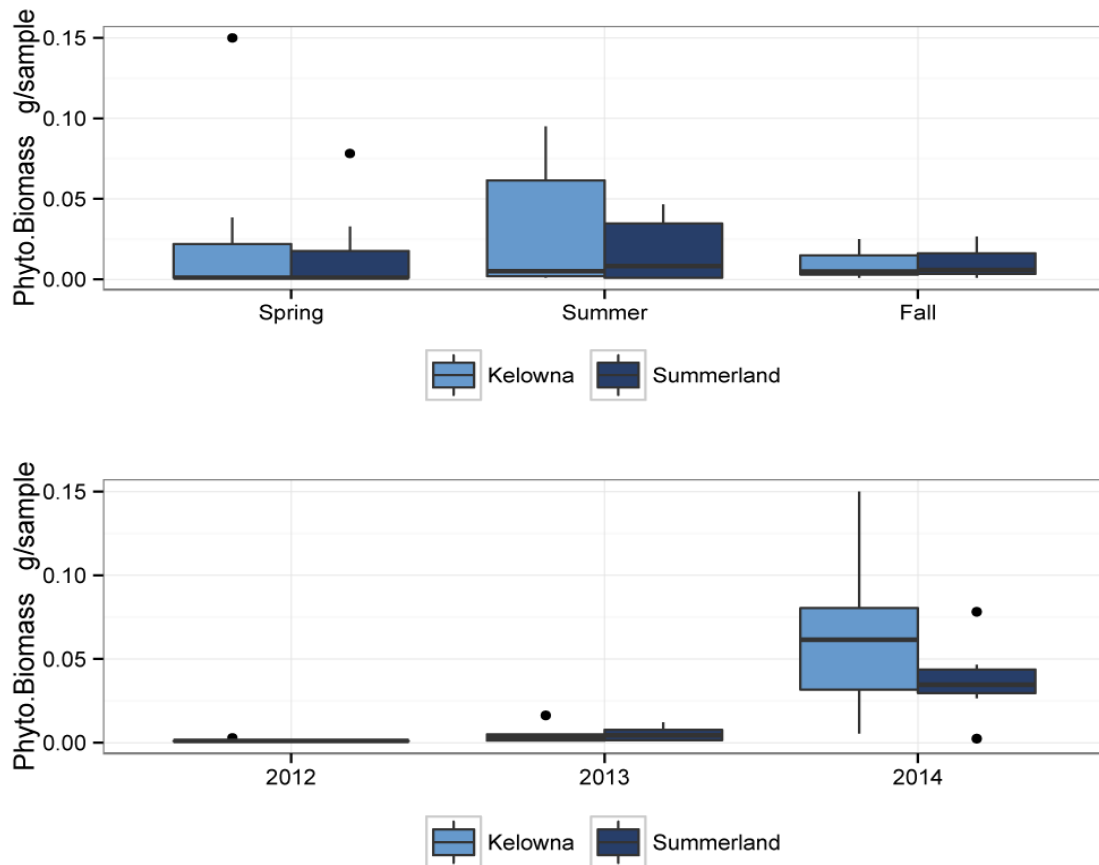 Phyto.Biomass g/sample
0.15
0.10
0.05
0.00
Spring Summer Fall
Kelowna Summerland
Phyto.Biomass g/sample
0.15
0.10
0.05
0.00
2012 2013 2014
Kelowna Summerland